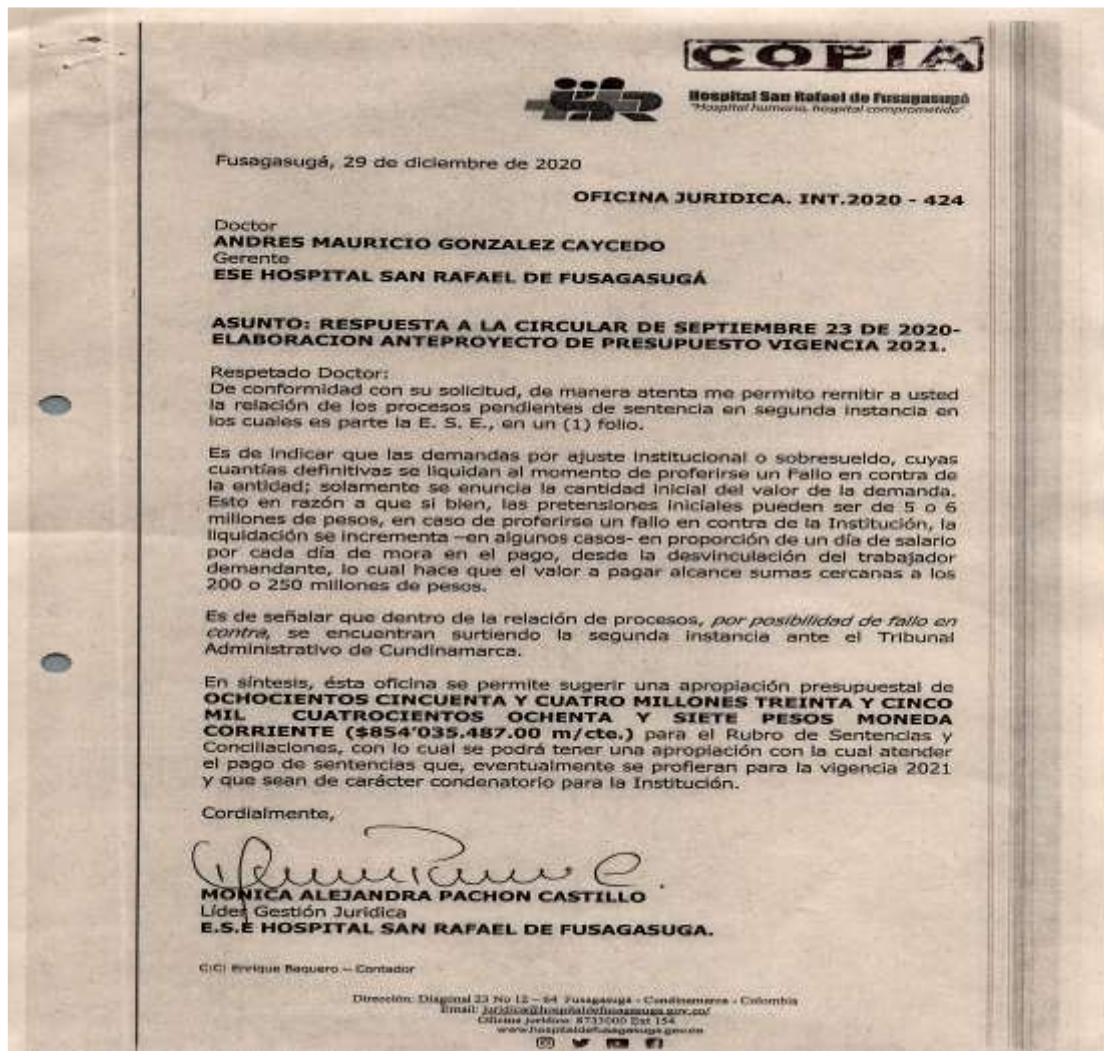 COPIA
Hospital San Rafael de Fusagasugá
"Hospital humano, hospital comprometido"
Fusagasugá, 29 de diciembre de 2020
OFICINA JURIDICA. INT.2020 - 424
Doctor
ANDRES MAURICIO GONZALEZ CAYCEDO
Gerente
ESE HOSPITAL SAN RAFAEL DE FUSAGASUGÁ
ASUNTO: RESPUESTA A LA CIRCULAR DE SEPTIEMBRE 23 DE 2020-
ELABORACION ANTEPROYECTO DE PRESUPUESTO VIGENCIA 2021.
Respetado Doctor:
De conformidad con su solicitud, de manera atenta me permito remitir a usted
la relación de los procesos pendientes de sentencia en segunda instancia en
los cuales es parte la E. S. E., en un (1) folio.
Es de indicar que las demandas por ajuste institucional o sobresueldo, cuyas
cuantías definitivas se liquidan al momento de proferirse un Fallo en contra de
la entidad; solamente se enuncia la cantidad inicial del valor de la demanda.
Esto en razón a que si bien, las pretensiones iniciales pueden ser de 5 o 6
millones de pesos, en caso de proferirse un fallo en contra de la Institución, la
liquidación se incrementa –en algunos casos- en proporción de un día de salario
por cada día de mora en el pago, desde la desvinculación del trabajador
demandante, lo cual hace que el valor a pagar alcance sumas cercanas a los
200 o 250 millones de pesos.
Es de señalar que dentro de la relación de procesos, por posibilidad de fallo en
contra, se encuentran surtiendo la segunda instancia ante el Tribunal
Administrativo de Cundinamarca.
En síntesis, ésta oficina se permite sugerir una apropiación presupuestal de
OCHOCIENTOS CINCUENTA Y CUATRO MILLONES TREINTA Y CINCO
MIL CUATROCIENTOS OCHENTA Y SIETE PESOS MONEDA
CORRIENTE ($854'035.487.00 m/cte.) para el Rubro de Sentencias y
Conciliaciones, con lo cual se podrá tener una apropiación con la cual atender
el pago de sentencias que, eventualmente se profieran para la vigencia 2021
y que sean de carácter condenatorio para la Institución.
Cordialmente,
MONICA ALEJANDRA PACHON CASTILLO
Líder Gestión Juridica
E.S.E HOSPITAL SAN RAFAEL DE FUSAGASUGA.
C:C: Enrique Baquero – Contador
Dirección: Diagonal 23 No 12 – 64 Fusagasugá - Cundinamarca - Colombia
Email: juridica@hospitaldefusagasuga.gov.co/
Oficina jurídica: 8733000 Ext 154
www.hospitaldefusagasuga.gov.co